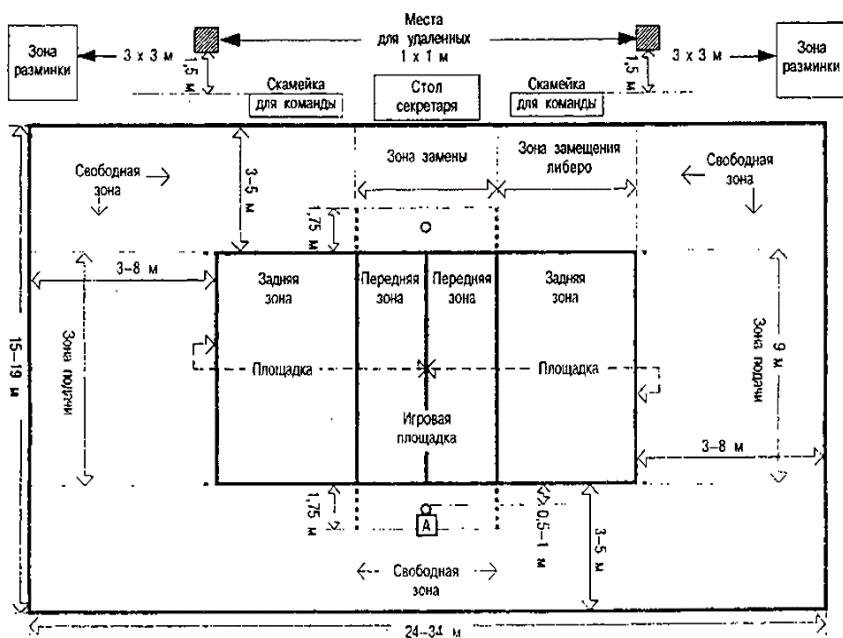 Места
для удаленных
1 х 1 м
Зона
разминки
3 х 3 м
1,5 м
3 х 3 м
1,5 м
Зона
разминки
Скамейка
для команды
Стол
секретаря
Скамейка
для команды
Свободная
зона
3-5 м
Зона замены
Зона замещения
либеро
Свободная
зона
1,75 м
3-8 м
Задняя
зона
Передняя
зона
Передняя
зона
Задняя
зона
15-19 м
Зона подачи
Площадка
Площадка
9 м
Зона подачи
Игровая
площадка
3-8 м
1,75 м
А
0,5-1 м
3-5 м
Свободная
зона
24-34 м